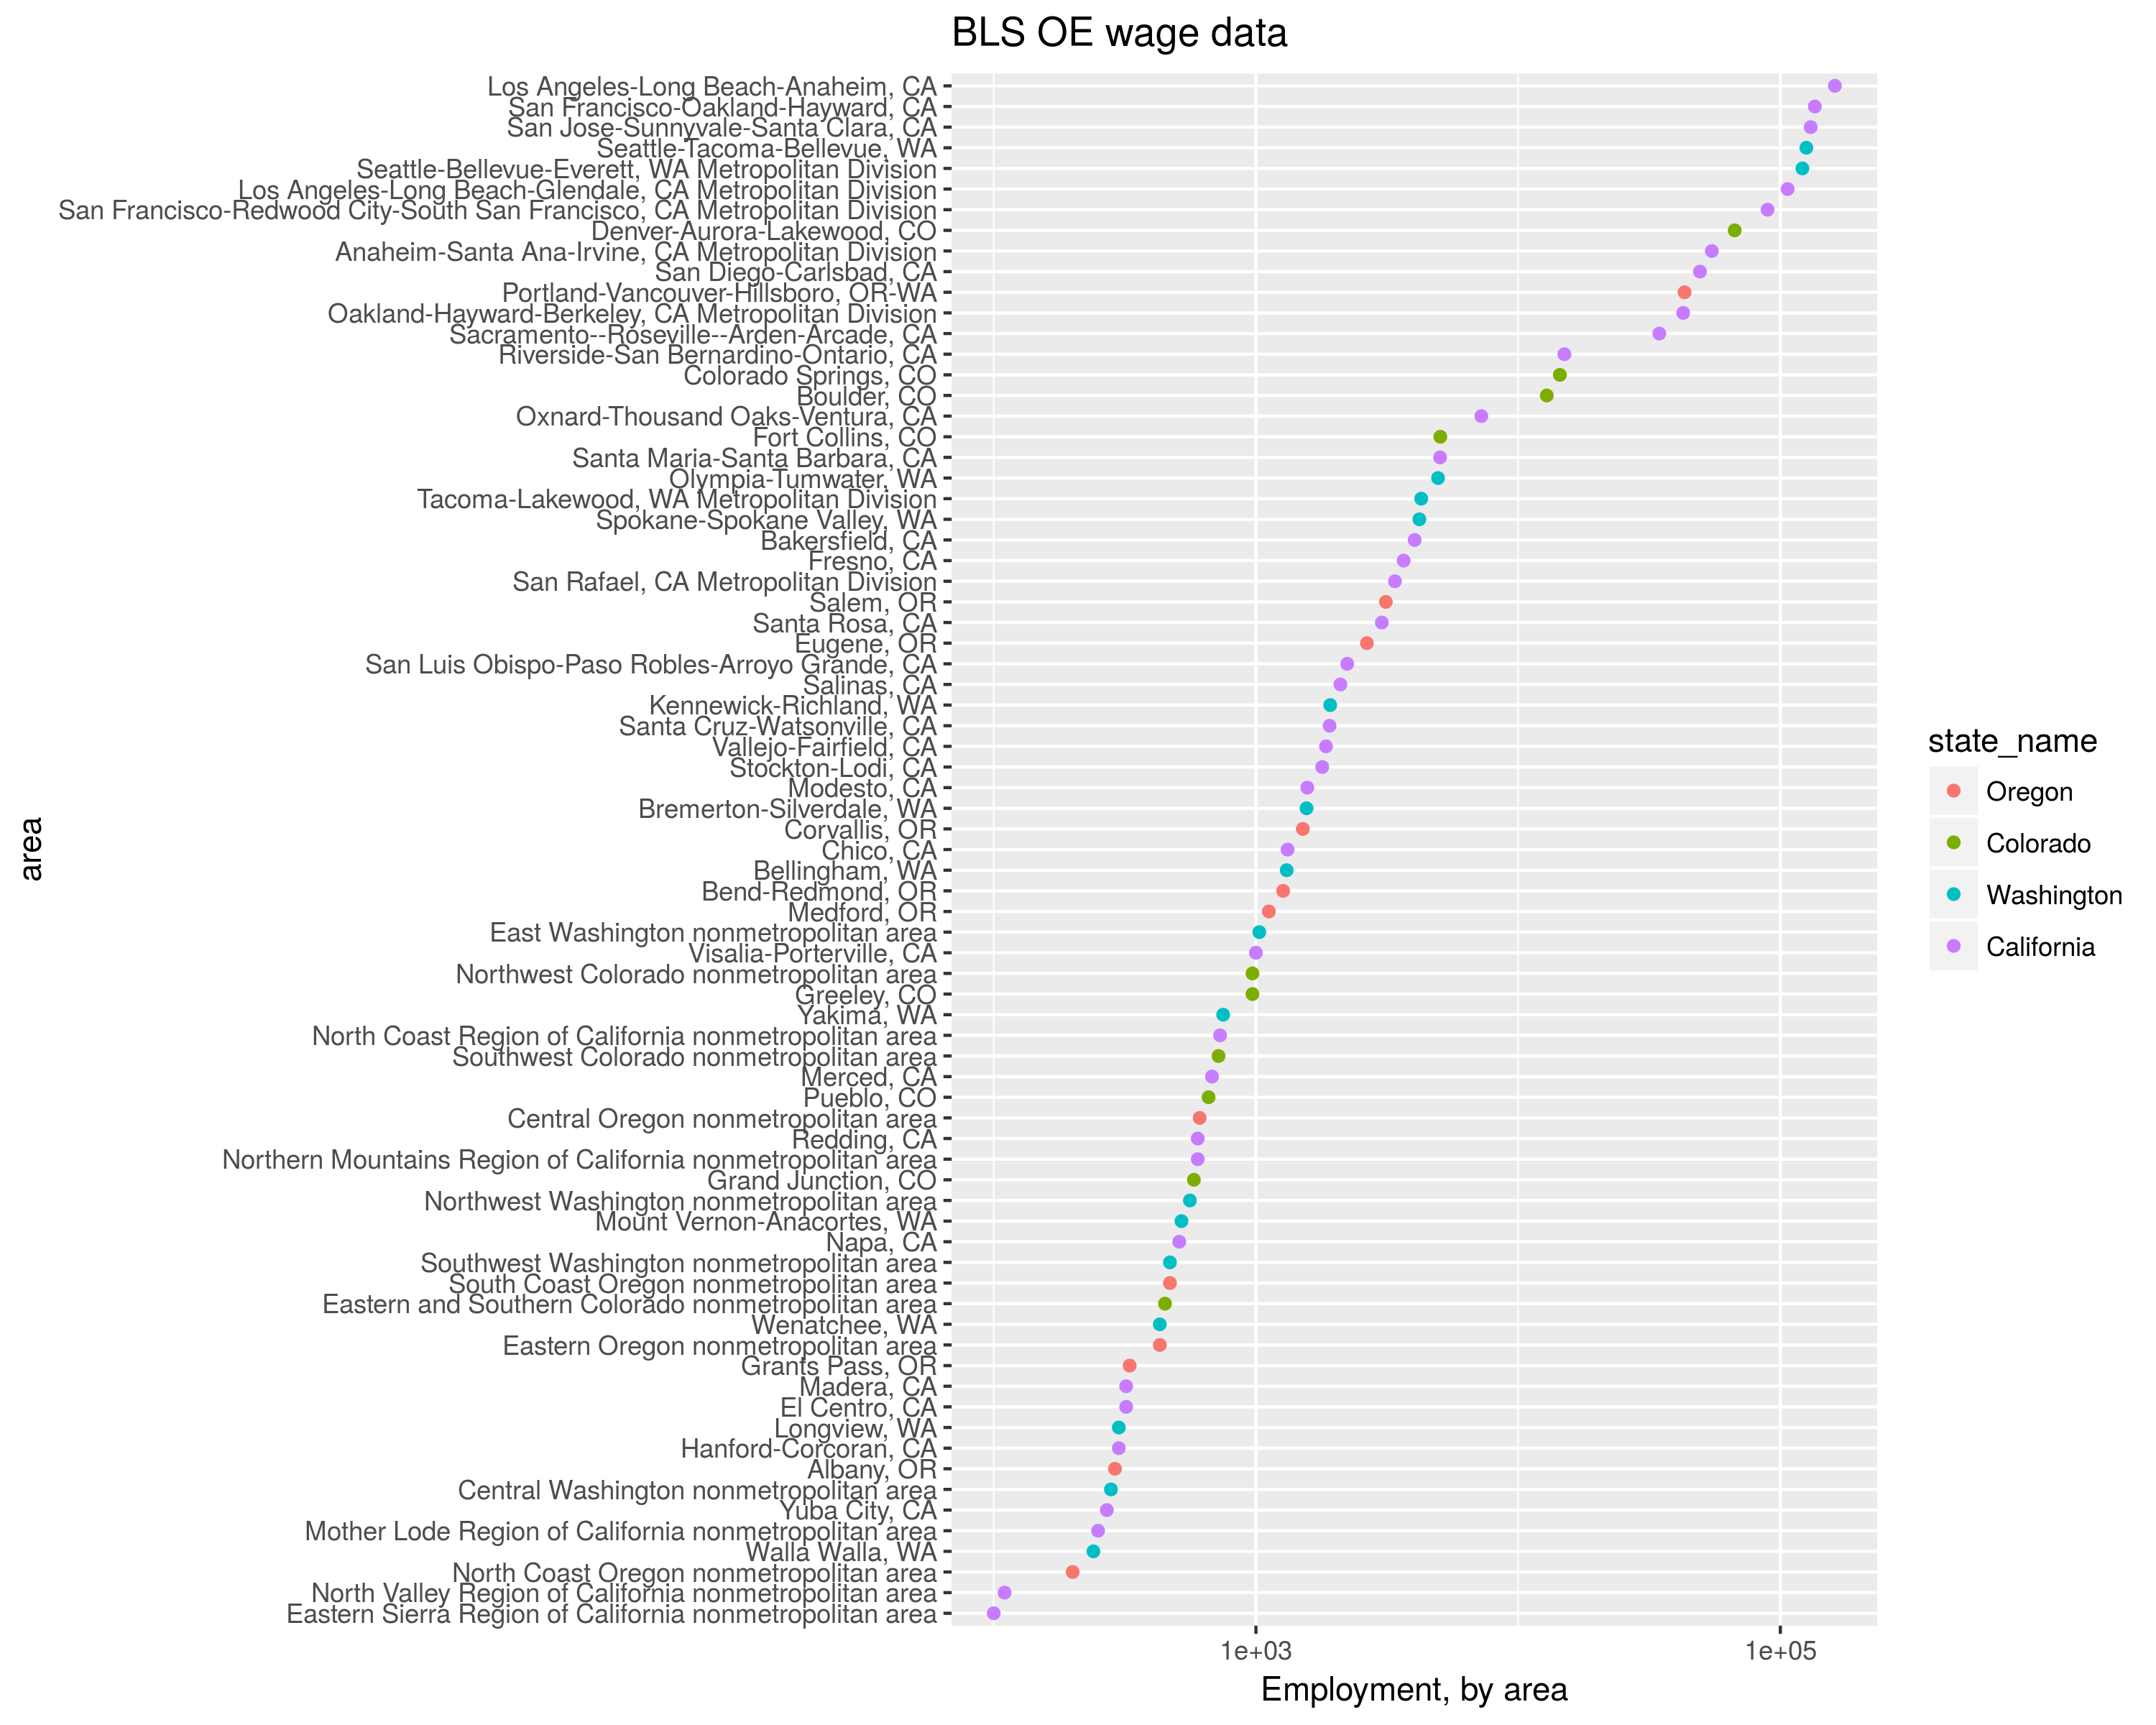 BLS OE wage data
Los Angeles-Long Beach-Anaheim, CA
San Francisco-Oakland-Hayward, CA
San Jose-Sunnyvale-Santa Clara, CA
Seattle-Tacoma-Bellevue, WA
Seattle-Bellevue-Everett, WA Metropolitan Division
Los Angeles-Long Beach-Glendale, CA Metropolitan Division
San Francisco-Redwood City-South San Francisco, CA Metropolitan Division
Denver-Aurora-Lakewood, CO
Anaheim-Santa Ana-Irvine, CA Metropolitan Division
San Diego-Carlsbad, CA
Portland-Vancouver-Hillsboro, OR-WA
Oakland-Hayward-Berkeley, CA Metropolitan Division
Sacramento--Roseville--Arden-Arcade, CA
Riverside-San Bernardino-Ontario, CA
Colorado Springs, CO
Boulder, CO
Oxnard-Thousand Oaks-Ventura, CA
Fort Collins, CO
Santa Maria-Santa Barbara, CA
Olympia-Tumwater, WA
Tacoma-Lakewood, WA Metropolitan Division
Spokane-Spokane Valley, WA
Bakersfield, CA
Fresno, CA
San Rafael, CA Metropolitan Division
Salem, OR
Santa Rosa, CA
Eugene, OR
San Luis Obispo-Paso Robles-Arroyo Grande, CA
Salinas, CA
Kennewick-Richland, WA
Santa Cruz-Watsonville, CA
Vallejo-Fairfield, CA
Stockton-Lodi, CA
Modesto, CA
Bremerton-Silverdale, WA
Corvallis, OR
Chico, CA
Bellingham, WA
Bend-Redmond, OR
Medford, OR
East Washington nonmetropolitan area
Visalia-Porterville, CA
Northwest Colorado nonmetropolitan area
Greeley, CO
Yakima, WA
North Coast Region of California nonmetropolitan area
Southwest Colorado nonmetropolitan area
Merced, CA
Pueblo, CO
Central Oregon nonmetropolitan area
Redding, CA
Northern Mountains Region of California nonmetropolitan area
Grand Junction, CO
Northwest Washington nonmetropolitan area
Mount Vernon-Anacortes, WA
Napa, CA
Southwest Washington nonmetropolitan area
South Coast Oregon nonmetropolitan area
Eastern and Southern Colorado nonmetropolitan area
Wenatchee, WA
Eastern Oregon nonmetropolitan area
Grants Pass, OR
Madera, CA
El Centro, CA
Longview, WA
Hanford-Corcoran, CA
Albany, OR
Central Washington nonmetropolitan area
Yuba City, CA
Mother Lode Region of California nonmetropolitan area
Walla Walla, WA
North Coast Oregon nonmetropolitan area
North Valley Region of California nonmetropolitan area
Eastern Sierra Region of California nonmetropolitan area
area
1e+03
1e+05
Employment, by area
state_name
Oregon
Colorado
Washington
California